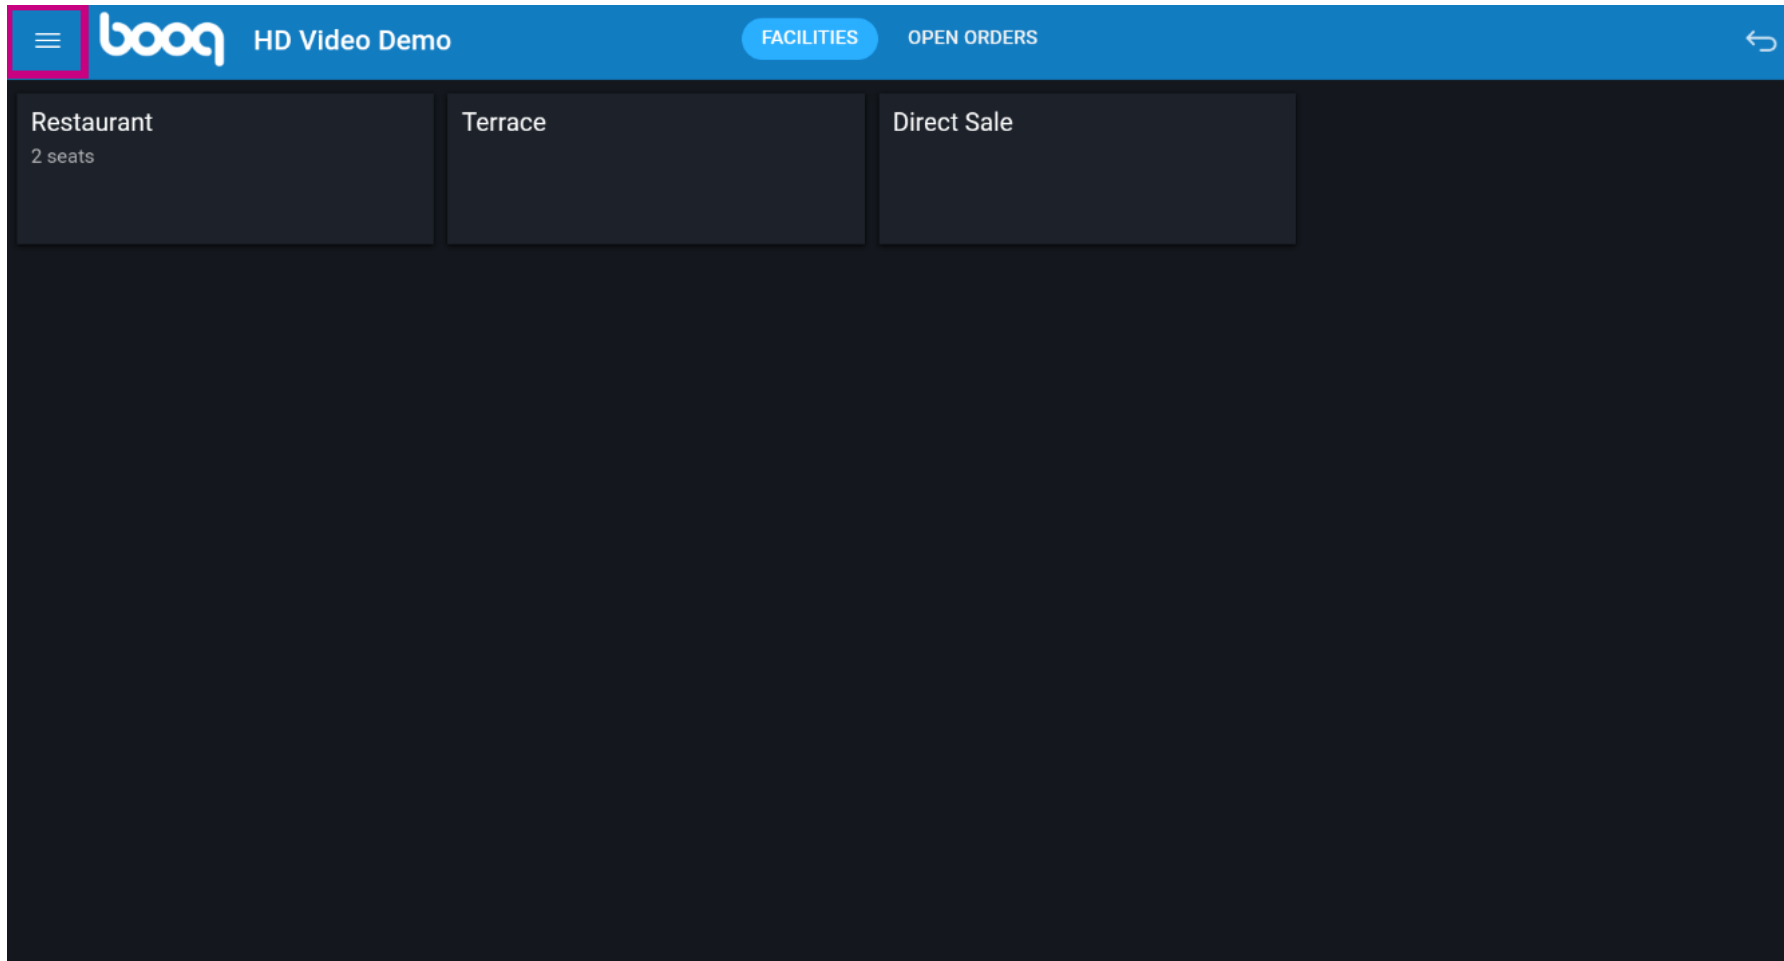 booq HD Video Demo FACILITIES OPEN ORDERS
Restaurant
2 seats
Terrace
Direct Sale